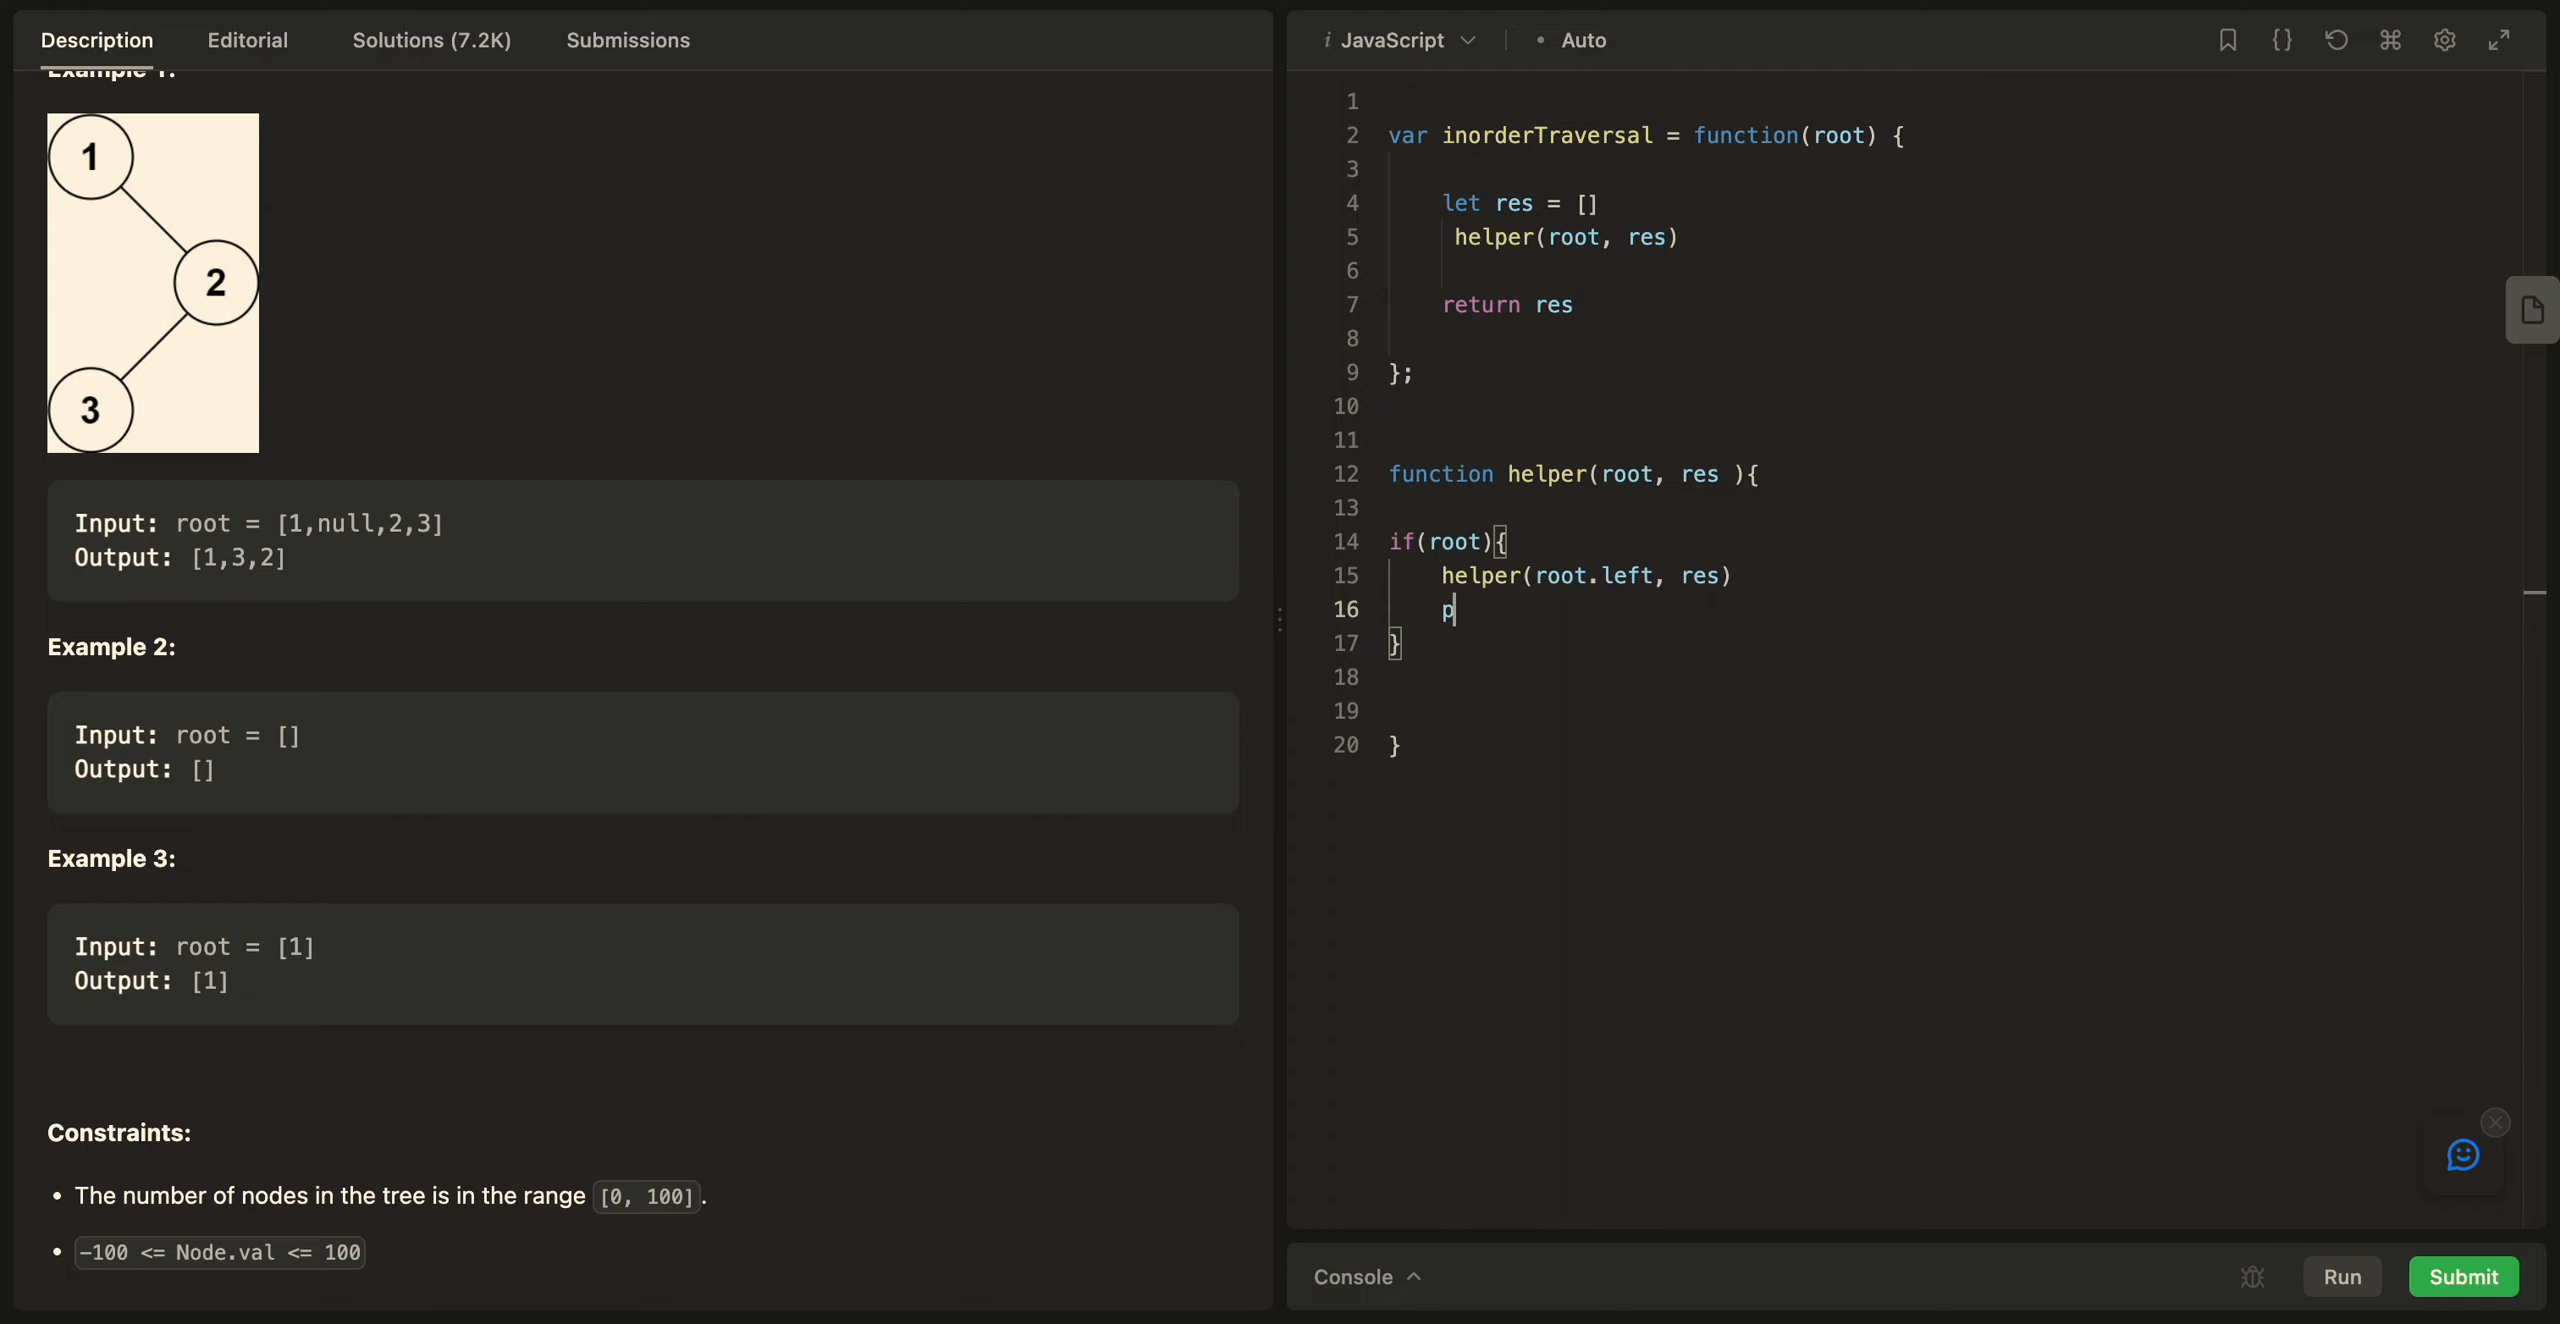 Description Editorial Solutions (7.2K) Submissions
Example 1:
1
2
3
Input: root = [1,null,2,3]
Output: [1,3,2]
Example 2:
Input: root = []
Output: []
Example 3:
Input: root = [1]
Output: [1]
Constraints:
• The number of nodes in the tree is in the range [0, 100].
• -100 <= Node.val <= 100
i JavaScript • Auto
1
2 var inorderTraversal = function(root) {
3
4 let res = []
5 helper(root, res)
6
7 return res
8
9 };
10
11
12 function helper(root, res ){
13
14 if(root){
15 helper(root.left, res)
16 p
17 }
18
19
20 }
Console Run Submit